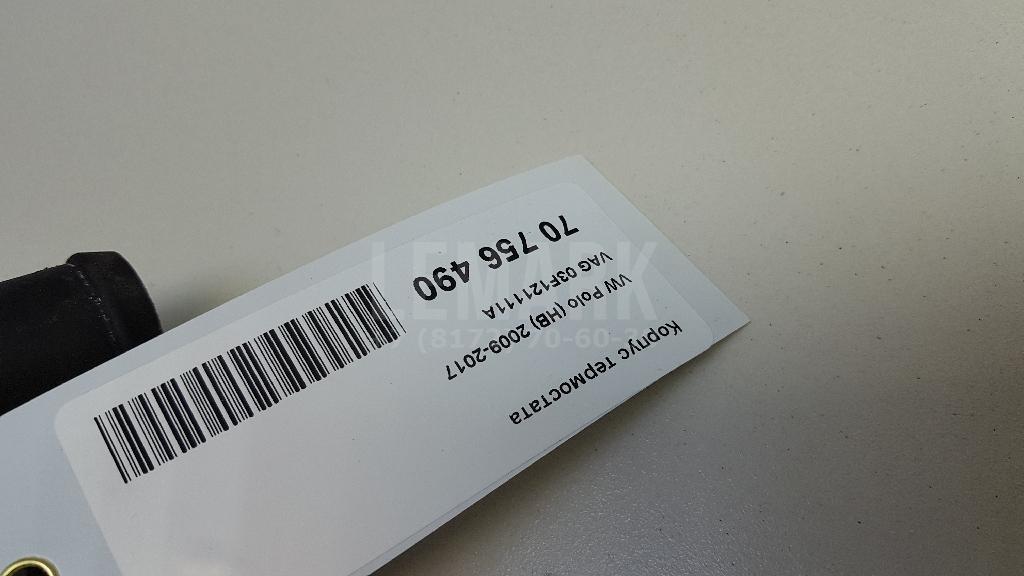 Корпус термостата
VW Polo (HB) 2009-2017
VAG 03F121111A
70 756 490
LEMARK